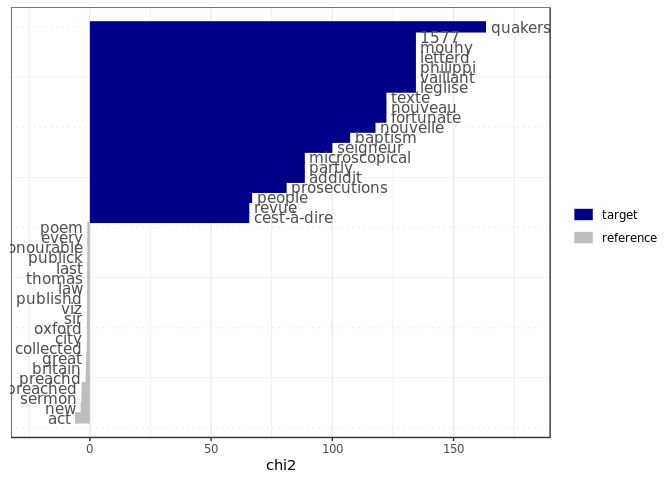 quakers
1577
mouhy
letterd
philippi
vaillant
leglise
texte
nouveau
fortunate
nouvelle
baptism
seigneur
microscopical
partly
addidit
prosecutions
people
revue
cest-a-dire
poem
every
onourable
publick
last
thomas
law
publishd
viz
sir
oxford
city
collected
great
britain
preachd
preached
sermon
new
act
target
reference
0 50 100 150
chi2